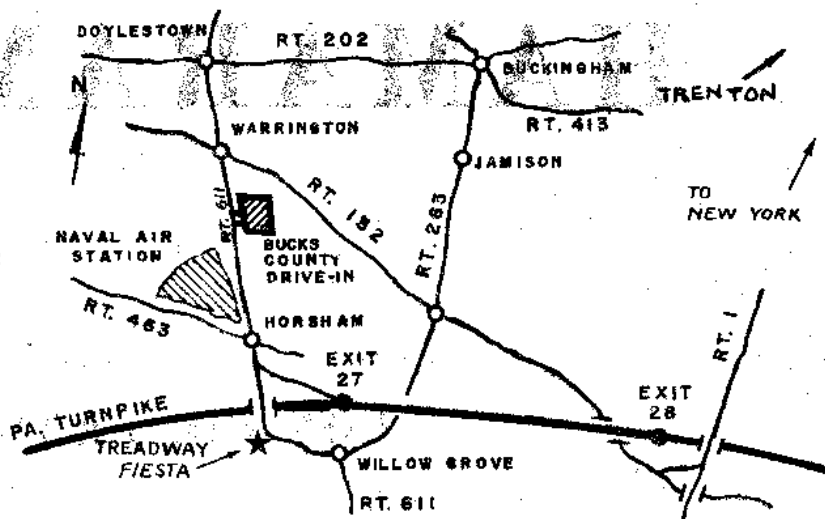 DOYLESTOWN
RT. 202
BUCKINGHAM
N
TRENTON
RT. 413
WARRINGTON
JAMISON
TO
NEW YORK
RT. 611
RT. 132
RT. 263
NAVAL AIR
STATION
BUCKS
COUNTY
DRIVE-IN
RT. 463
HORSHAM
RT. 1
EXIT
27
EXIT
28
PA. TURNPIKE
TREADWAY
FIESTA
WILLOW GROVE
RT. 611